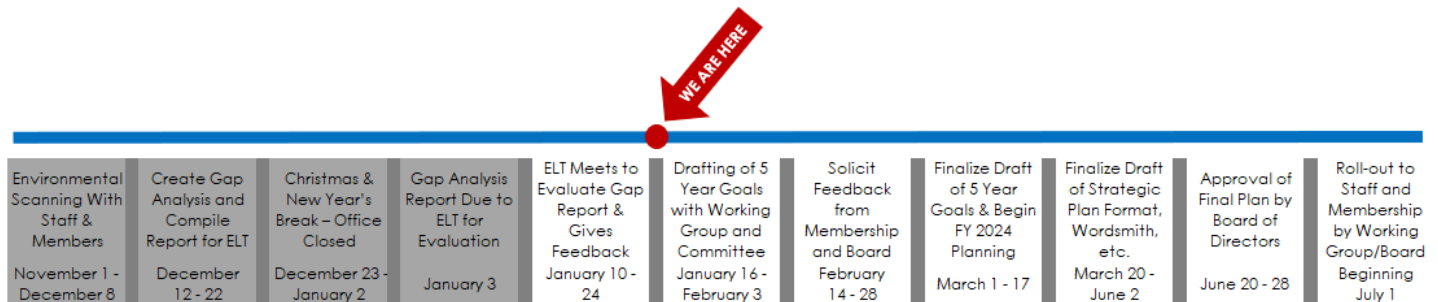 WE ARE HERE
Environmental
Scanning With
Staff &
Members
November 1 -
December 8
Create Gap
Analysis and
Compile
Report for ELT
December
12 - 22
Christmas &
New Year's
Break – Office
Closed
December 23 -
January 2
Gap Analysis
Report Due to
ELT for
Evaluation
January 3
ELT Meets to
Evaluate Gap
Report &
Gives
Feedback
January 10 -
24
Drafting of 5
Year Goals
with Working
Group and
Committee
January 16 -
February 3
Solicit
Feedback
from
Membership
and Board
February
14 - 28
Finalize Draft
of 5 Year
Goals & Begin
FY 2024
Planning
March 1 - 17
Finalize Draft
of Strategic
Plan Format,
Wordsmith,
etc.
March 20 -
June 2
Approval of
Final Plan by
Board of
Directors
June 20 - 28
Roll-out to
Staff and
Membership
by Working
Group/Board
Beginning
July 1